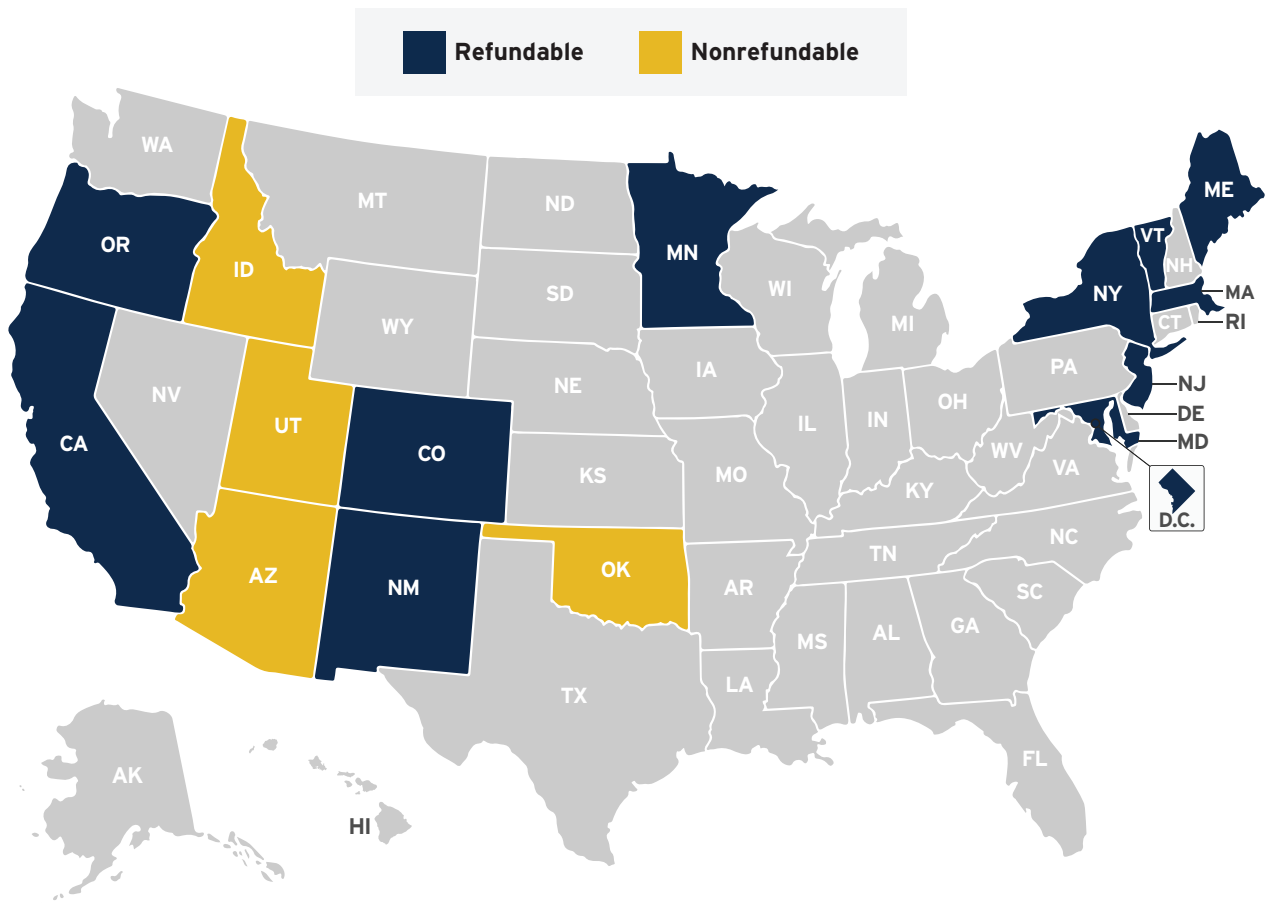 Refundable Nonrefundable
WA
MT
ND
MN
ME
OR
ID
SD
WI
VT
NH
NY
MA
WY
MI
CT
RI
NV
UT
NE
IA
PA
NJ
CA
CO
KS
IL
IN
OH
DE
MD
MO
WV
VA
KY
D.C.
AZ
NM
OK
AR
TN
NC
SC
MS
AL
GA
TX
LA
FL
AK
HI